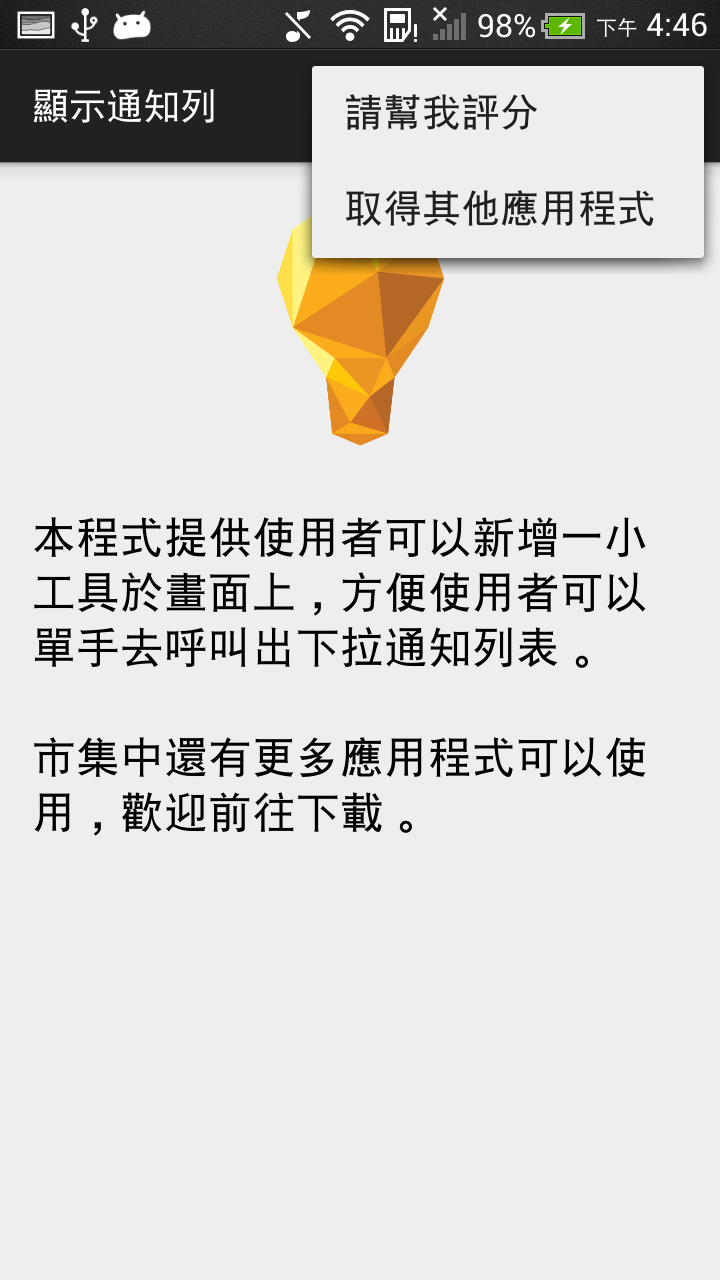 98% 下午 4:46
顯示通知列
請幫我評分
取得其他應用程式
本程式提供使用者可以新增一小
工具於畫面上，方便使用者可以
單手去呼叫出下拉通知列表。
市集中還有更多應用程式可以使
用，歡迎前往下載。